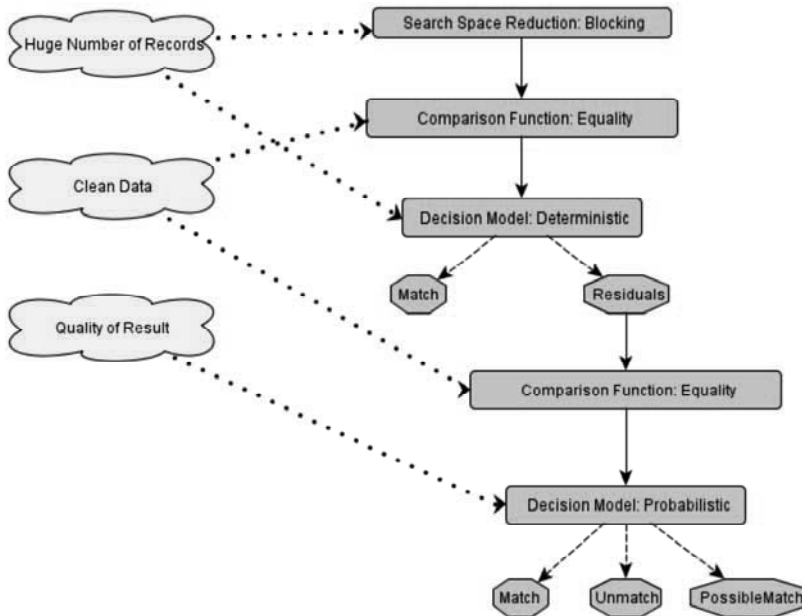 Huge Number of Records
Search Space Reduction: Blocking
Comparison Function: Equality
Clean Data
Decision Model: Deterministic
Match
Residuals
Quality of Result
Comparison Function: Equality
Decision Model: Probabilistic
Match
Unmatch
PossibleMatch